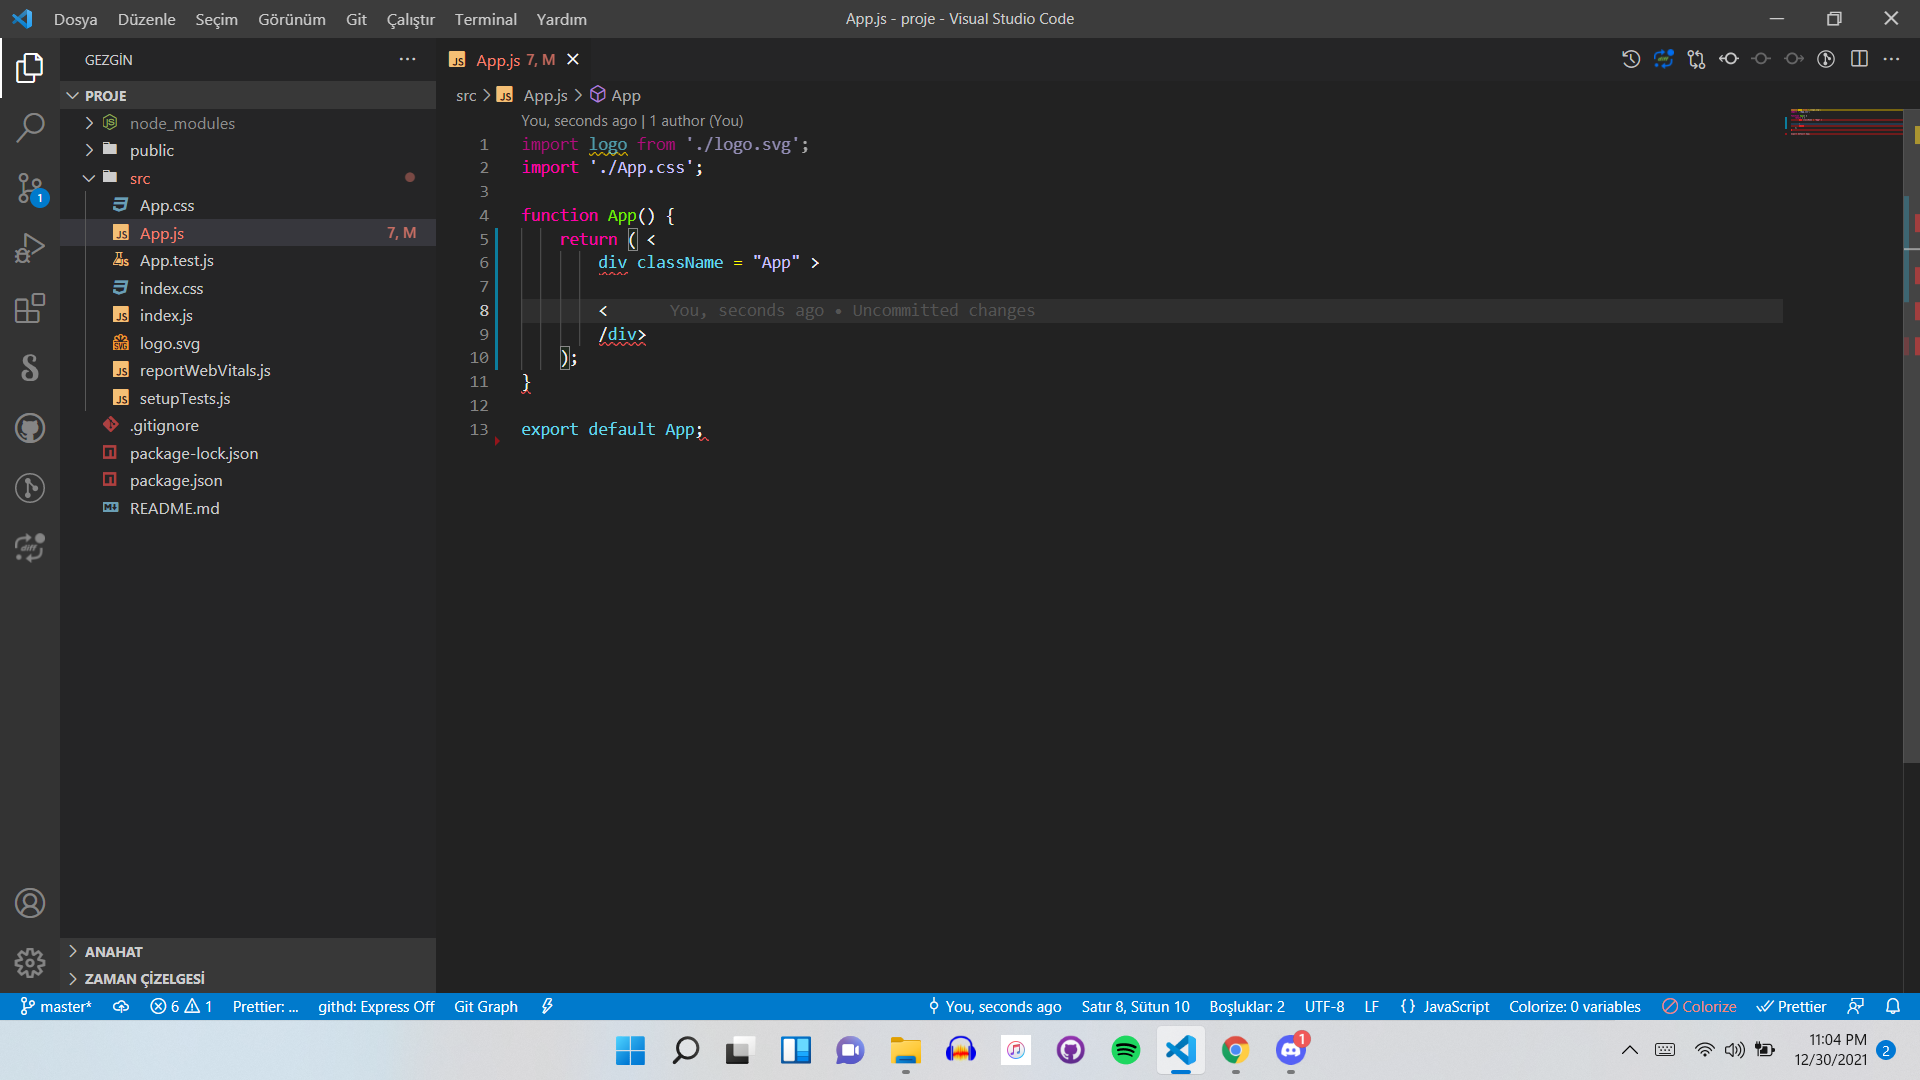 Dosya Düzenle Seçim Görünüm Git Çalıştır Terminal Yardım
App.js - proje - Visual Studio Code
GEZGİN
App.js 7, M
PROJE
node_modules
public
src
App.css
App.js 7, M
App.test.js
index.css
index.js
logo.svg
reportWebVitals.js
setupTests.js
.gitignore
package-lock.json
package.json
README.md
ANAHAT
ZAMAN ÇİZELGESİ
1
src > App.js > App
You, seconds ago | 1 author (You)
1 import logo from './logo.svg';
2 import './App.css';
3
4 function App() {
5 return ( <
6 div className = "App" >
7
8 < You, seconds ago • Uncommitted changes
9 /div>
10 );
11 }
12
13 export default App;
master* 6 1 Prettier: ... githd: Express Off Git Graph
You, seconds ago Satır 8, Sütun 10 Boşluklar: 2 UTF-8 LF {} JavaScript Colorize: 0 variables Colorize Prettier
1
11:04 PM
12/30/2021
2